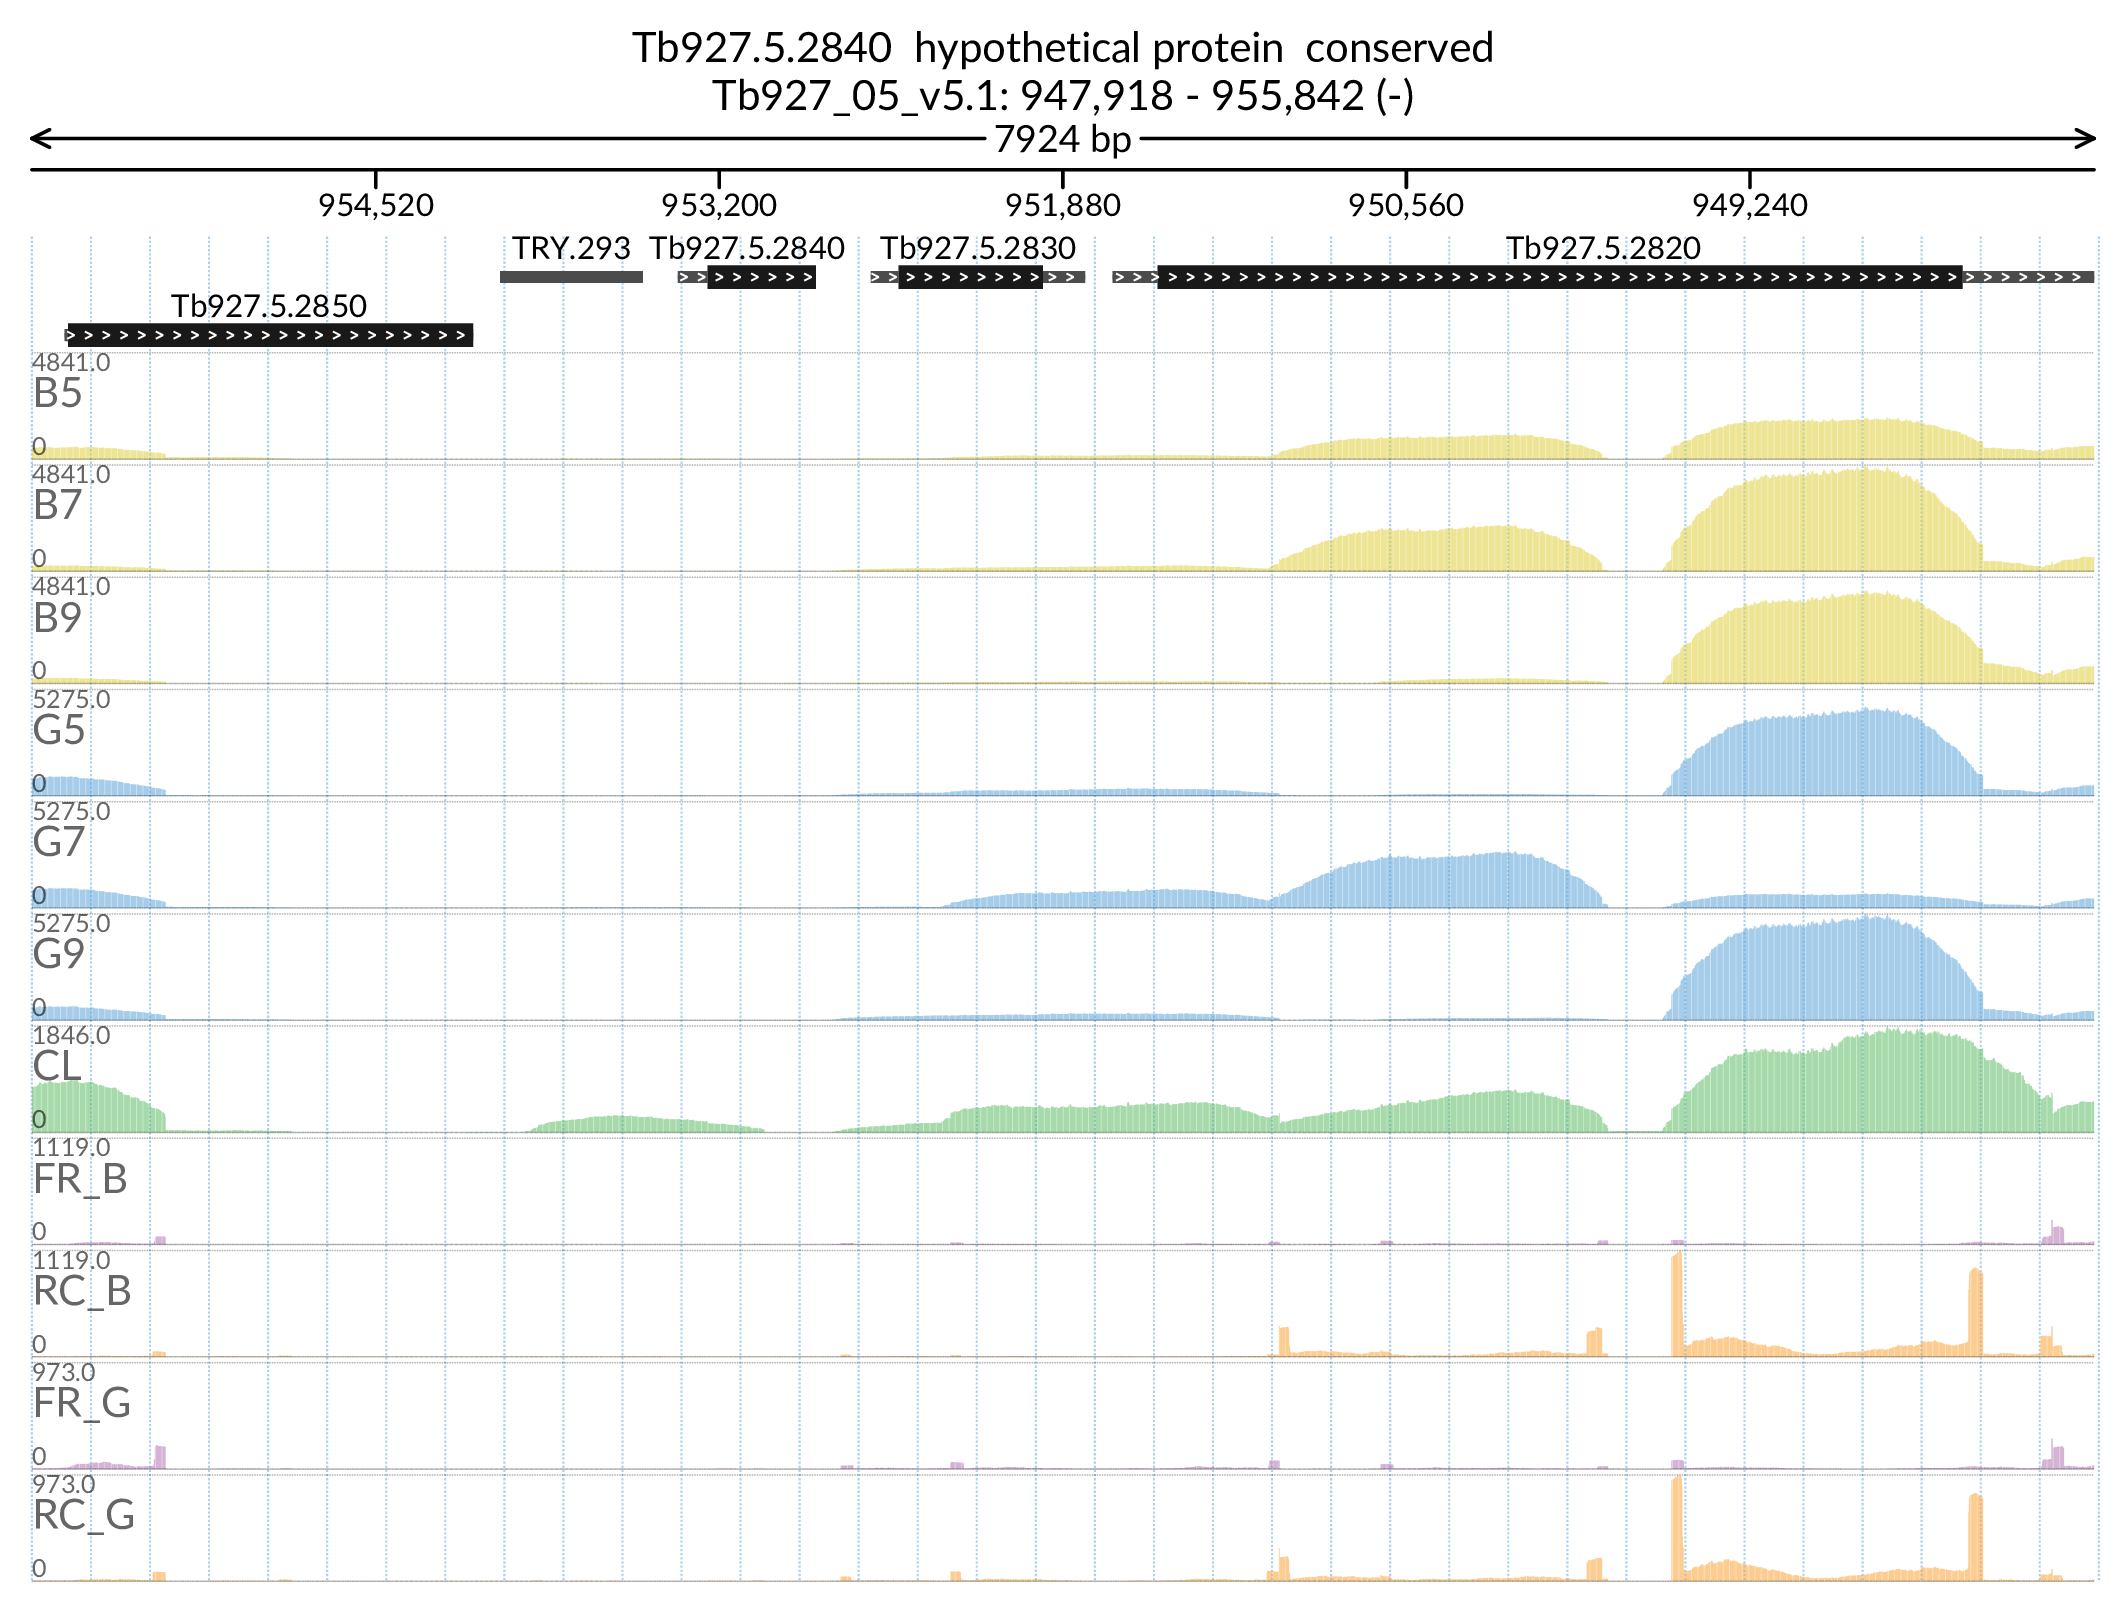 Tb927.5.2840 hypothetical protein conserved
Tb927_05_v5.1: 947,918 - 955,842 (-)
7924 bp
954,520 953,200 951,880 950,560 949,240
TRY.293 Tb927.5.2840 Tb927.5.2830 Tb927.5.2820
Tb927.5.2850
4841.0
B5
0
4841.0
B7
0
4841.0
B9
0
5275.0
G5
0
5275.0
G7
0
5275.0
G9
0
1846.0
CL
0
1119.0
FR_B
0
1119.0
RC_B
0
973.0
FR_G
0
973.0
RC_G
0